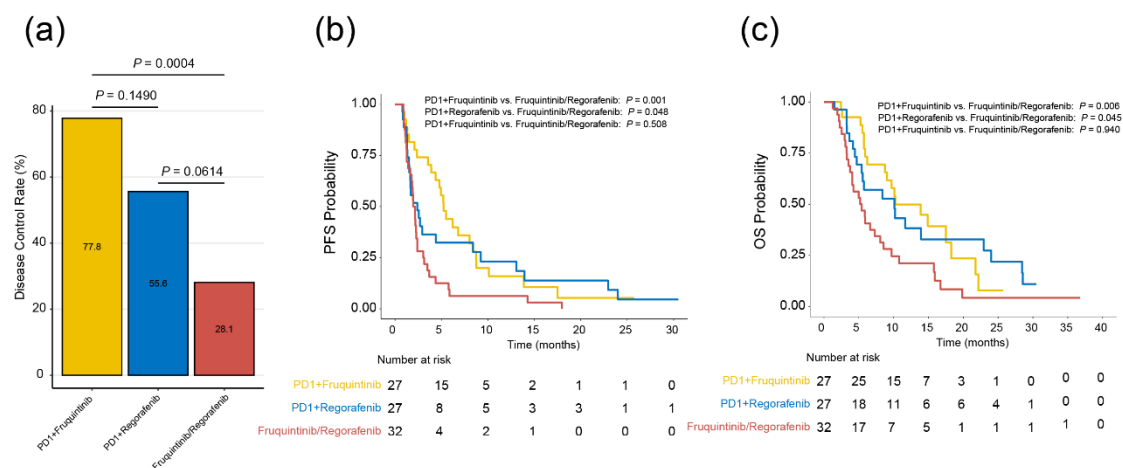 (a)
P = 0.0004
P = 0.1490
P = 0.0614
Disease Control Rate (%)
80
60
40
20
0
77.8
55.6
28.1
PD1+Fruquintinib
PD1+Regorafenib
Fruquintinib/Regorafenib
(b)
PD1+Fruquintinib vs. Fruquintinib/Regorafenib: P = 0.001
PD1+Regorafenib vs. Fruquintinib/Regorafenib: P = 0.048
PD1+Fruquintinib vs. Fruquintinib/Regorafenib: P = 0.508
PFS Probability
1.00
0.75
0.50
0.25
0.00
0 5 10 15 20 25 30
Time (months)
Number at risk
PD1+Fruquintinib 27 15 5 2 1 1 0
PD1+Regorafenib 27 8 5 3 3 1 1
Fruquintinib/Regorafenib 32 4 2 1 0 0 0
(c)
PD1+Fruquintinib vs. Fruquintinib/Regorafenib: P = 0.006
PD1+Regorafenib vs. Fruquintinib/Regorafenib: P = 0.045
PD1+Fruquintinib vs. Fruquintinib/Regorafenib: P = 0.940
OS Probability
1.00
0.75
0.50
0.25
0.00
0 5 10 15 20 25 30 35 40
Time (months)
Number at risk
PD1+Fruquintinib 27 25 15 7 3 1 0 0 0
PD1+Regorafenib 27 18 11 6 6 4 1 0 0
Fruquintinib/Regorafenib 32 17 7 5 1 1 1 1 0